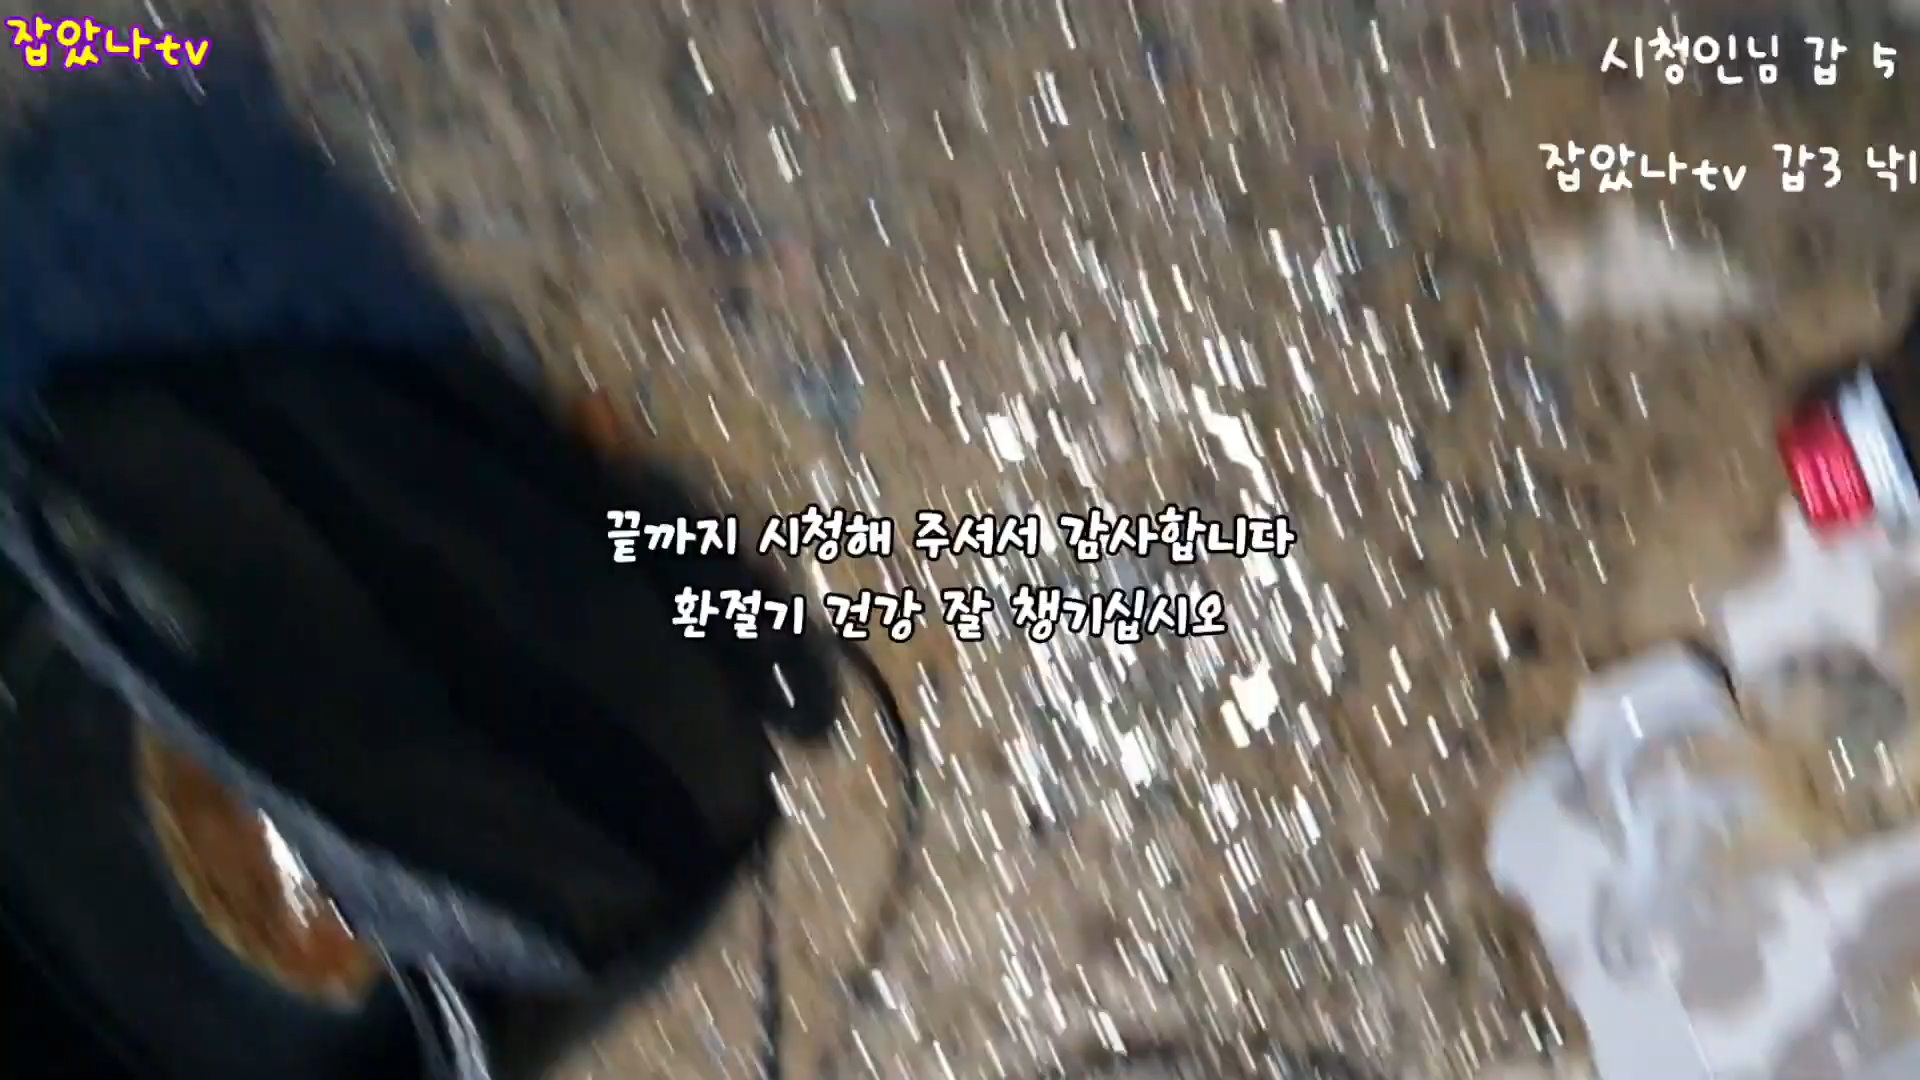 잡았나tv
시청인님 갑 5
잡았나tv 갑3 낙1
끝까지 시청해 주셔서 감사합니다
환절기 건강 잘 챙기십시오